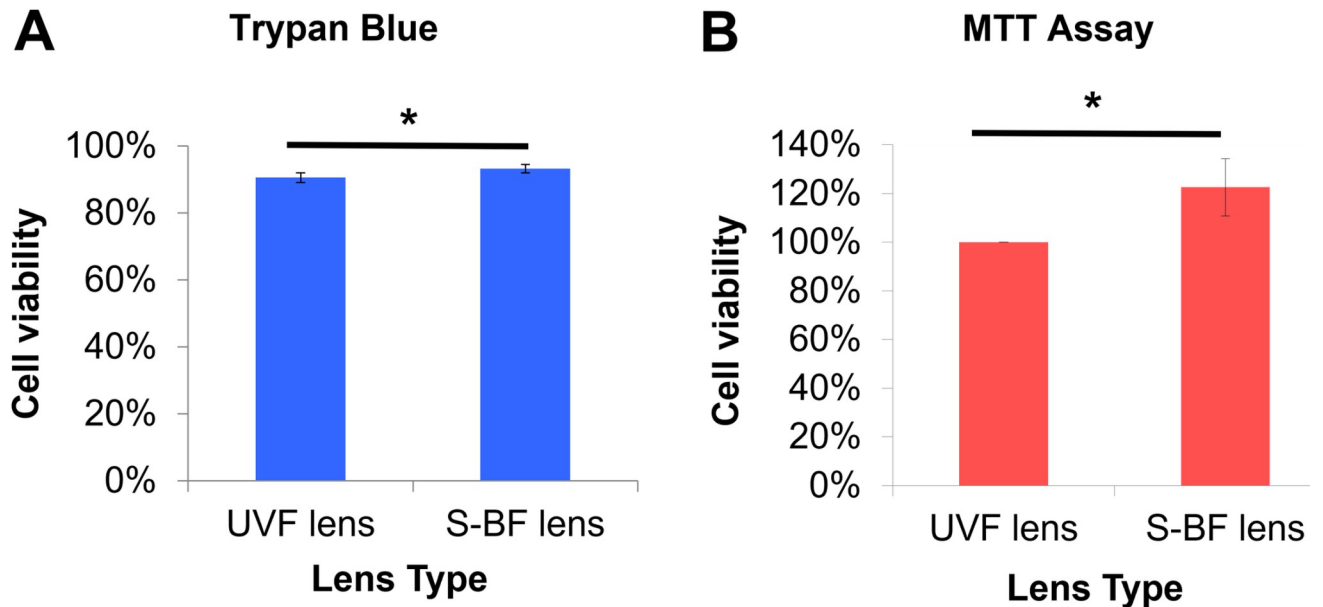 A
Trypan Blue
*
100%
80%
60%
40%
20%
0%
Cell viability
UVF lens
S-BF lens
Lens Type
B
MTT Assay
*
140%
120%
100%
80%
60%
40%
20%
0%
Cell viability
UVF lens
S-BF lens
Lens Type